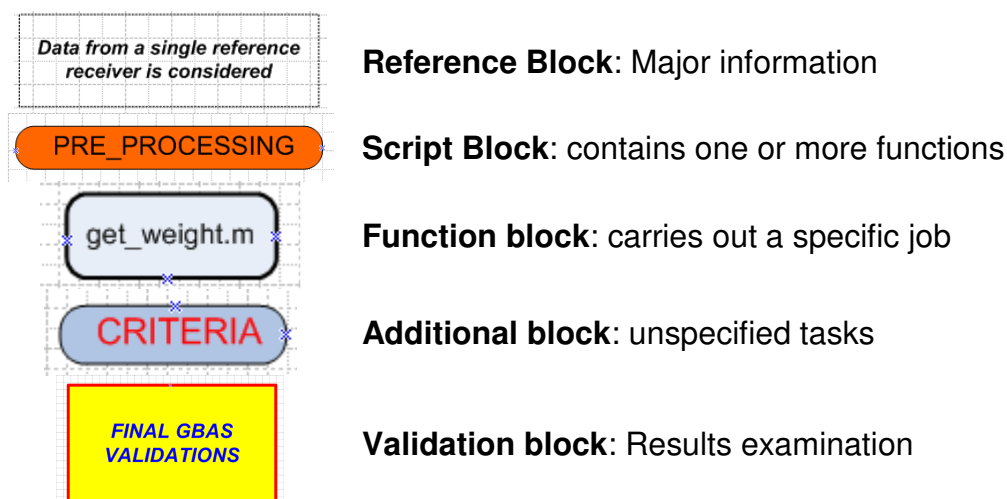 Data from a single reference
receiver is considered
Reference Block: Major information
PRE_PROCESSING
Script Block: contains one or more functions
get_weight.m
Function block: carries out a specific job
CRITERIA
Additional block: unspecified tasks
FINAL GBAS
VALIDATIONS
Validation block: Results examination